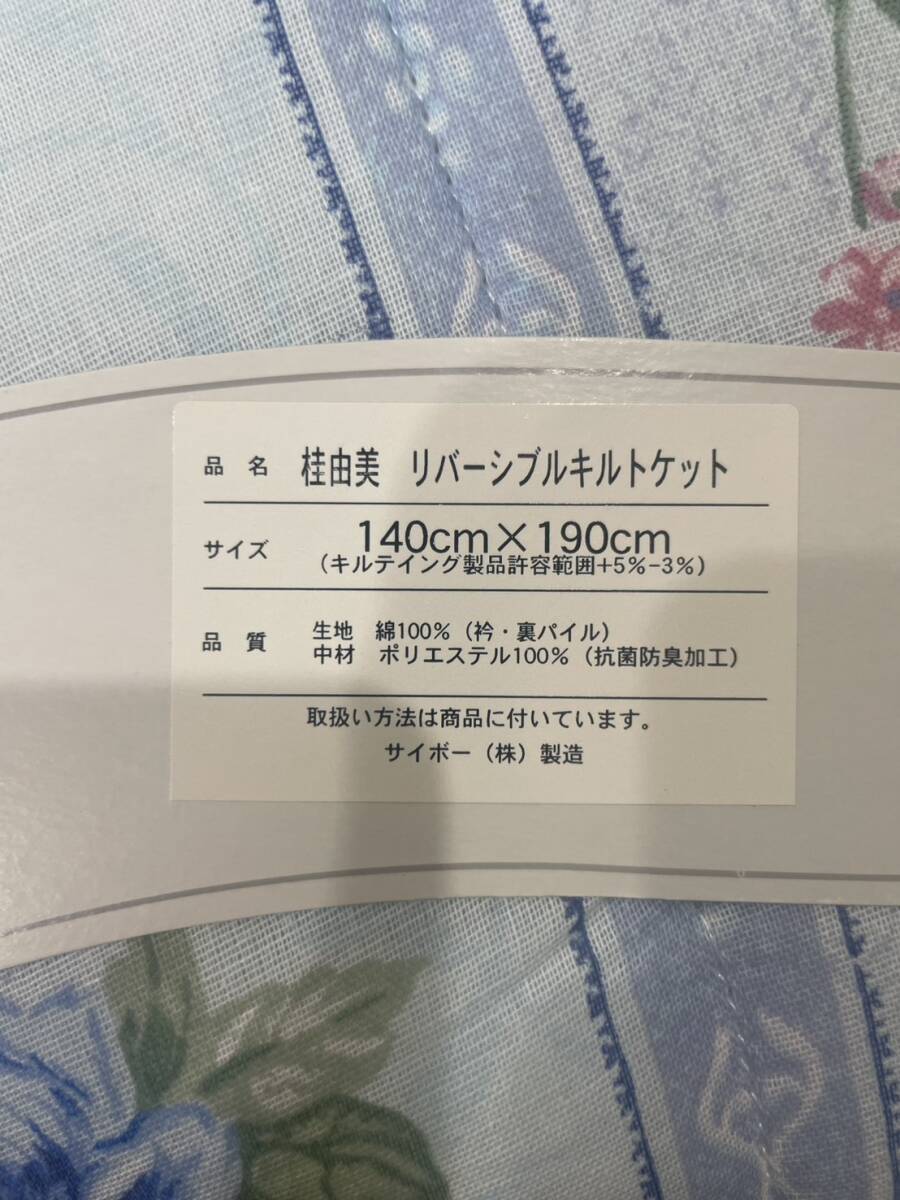 品 名 桂由美 リバーシブルキルトケット
サイズ 140cm×190cm
(キルテイング製品許容範囲+5%-3%)
品 質 生地 綿100%(衿・裏パイル)
中材 ポリエステル100%(抗菌防臭加工)
取扱い方法は商品に付いています。
サイボー(株)製造